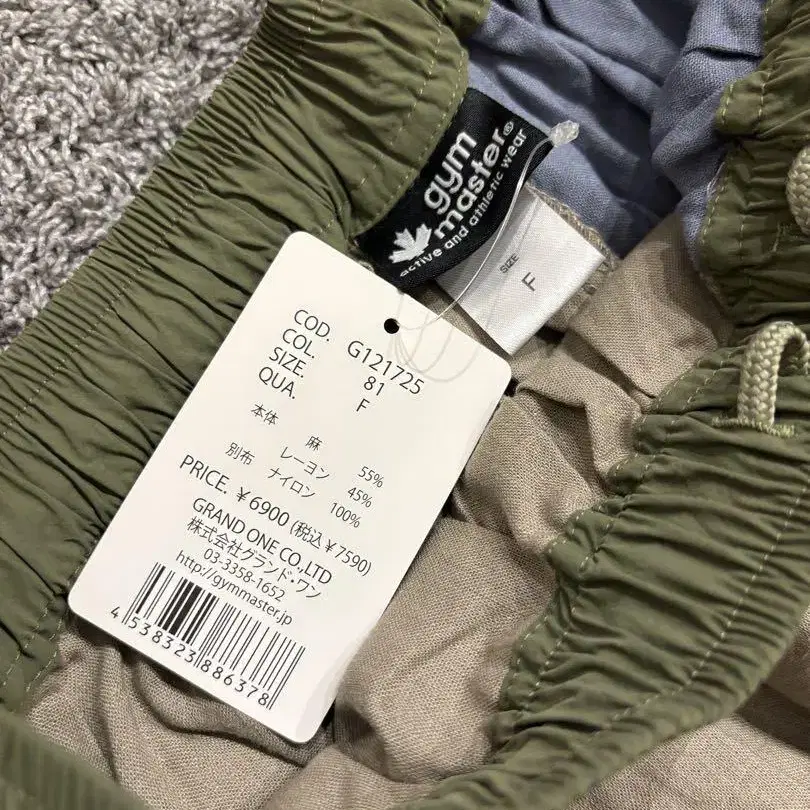 gym
master®
active and athletic wear
SIZE
F
COD. G121725
COL. 81
SIZE. F
QUA.
本体 麻 55%
レーヨン 45%
別布 ナイロン 100%
PRICE. ¥6900(税込¥7590)
GRAND ONE CO.,LTD
株式会社グランド・ワン
03-3358-1652
http://gymmaster.jp
4538323886378